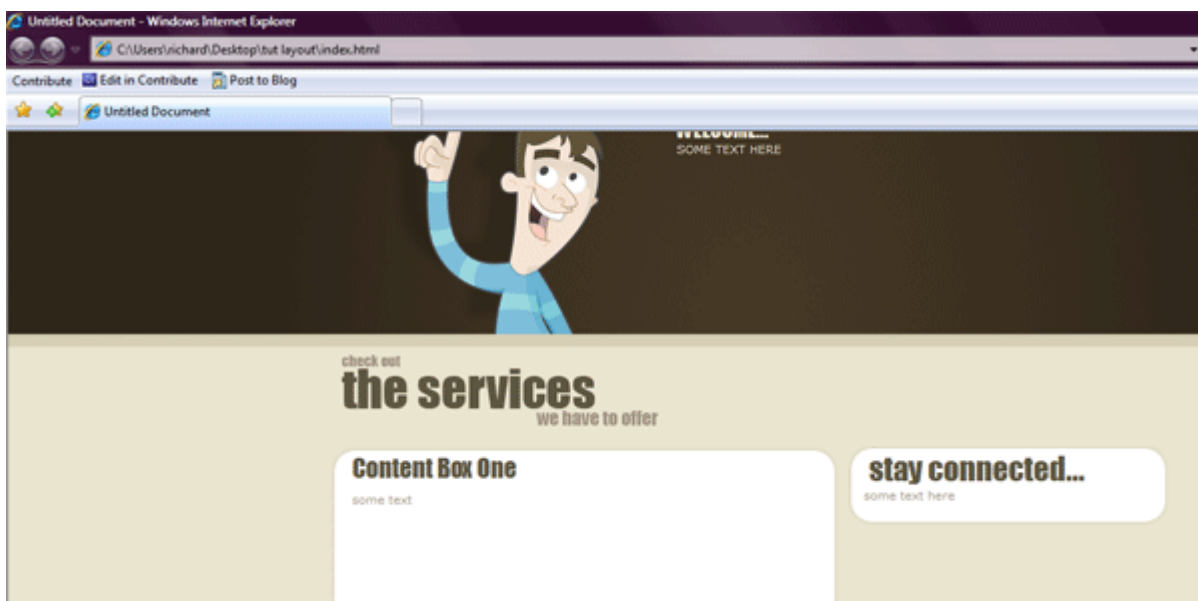 Untitled Document - Windows Internet Explorer
C:\Users\richard\Desktop\tut layout\index.html
Contribute Edit in Contribute Post to Blog
Untitled Document
WELCOME...
SOME TEXT HERE
check out
the services
we have to offer
Content Box One
some text
stay connected...
some text here